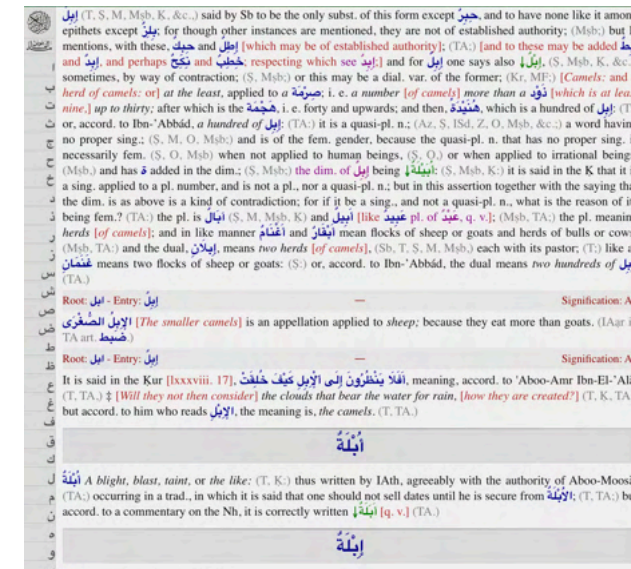 إِبِل (T, S, M, Msb, K, &c.,) said by Sb to be the only subst. of this form except حِبِرٌ, and to have none like it amon
epithets except بِلِزٌ; for though other instances are mentioned, they are not of established authority; (Msb;) but
mentions, with these, حِبِك and إِطِل [which may be of established authority]; (TA;) [and to these may be added
and إِبِد, and perhaps نِكِحٌ and خِطِبٌ; respecting which see إِبِدٌ;] and for إِبِل one says also ↓ إِبْلٌ, (S, Msb, K, &c.
sometimes, by way of contraction; (S, Msb;) or this may be a dial. var. of the former; (Kr, MF;) [Camels: and
herd of camels: or] at the least, applied to a صِرْمَة; i. e. a number [of camels] more than a ذَوْد [which is at lea
nine,] up to thirty; after which is the هَجْمَة, i. e. forty and upwards; and then, هُنَيْدَة, which is a hundred of إِبِل: (T
or, accord. to Ibn-'Abbád, a hundred of إِبِل: (TA:) it is a quasi-pl. n.; (Az, S, ISd, Z, O, Msb, &c.;) a word havin
no proper sing.; (S, M, O, Msb;) and is of the fem. gender, because the quasi-pl. n. that has no proper sing.
necessarily fem. (S, O, Msb) when not applied to human beings, (S, O,) or when applied to irrational being
(Msb,) and has ة added in the dim.; (S, Msb;) the dim. of إِبِل being ↓ أُبَيْلَةٌ; (S, Msb, K:) it is said in the K that it
a sing. applied to a pl. number, and is not a pl., nor a quasi-pl. n.; but in this assertion together with the saying tha
the dim. is as above is a kind of contradiction; for if it be a sing., and not a quasi-pl. n., what is the reason of it
being fem.? (TA:) the pl. is آبَالٌ (S, M, Msb, K) and أَبِيلٌ [like عَبِيدٌ pl. of عَبْدٌ, q. v.]; (Msb, TA:) the pl. meanin
herds [of camels]; and in like manner أَغْنَامٌ and أَبْقَارٌ mean flocks of sheep or goats and herds of bulls or cow
(Msb, TA:) and the dual, إِبِلَانِ, means two herds [of camels], (Sb, T, S, M, Msb,) each with its pastor; (T;) like a
غَنَمَانِ means two flocks of sheep or goats: (S:) or, accord. to Ibn-'Abbád, the dual means two hundreds of إِبِل
(TA.)
Root: ابل - Entry: إِبِلٌ — Signification: A
الإِبِلُ الصُّغْرَى [The smaller camels] is an appellation applied to sheep; because they eat more than goats. (IAar i
TA art. ضبط.)
Root: ابل - Entry: إِبِلٌ — Signification: A
It is said in the Kur [lxxxviii. 17], أَفَلَا يَنْظُرُونَ إِلَى الْإِبِلِ كَيْفَ خُلِقَتْ, meaning, accord. to 'Aboo-Amr Ibn-El-'Al
(T, TA,) ‡ [Will they not then consider] the clouds that bear the water for rain, [how they are created?] (T, K, TA
but accord. to him who reads الإِبِل, the meaning is, the camels. (T, TA.)
أُبْلَةٌ
أُبْلَةٌ A blight, blast, taint, or the like: (T, K:) thus written by IAth, agreeably with the authority of Aboo-Moos
(TA;) occurring in a trad., in which it is said that one should not sell dates until he is secure from الأُبْلَةُ; (T, TA;) bu
accord. to a commentary on the Nh, it is correctly written ↓ أَبَلَةٌ [q. v.] (TA.)
إِبْلَةٌ
ا
ب
ت
ث
ج
ح
خ
د
ذ
ر
ز
س
ش
ص
ض
ط
ظ
ع
غ
ف
ق
ك
ل
م
ن
ه
و